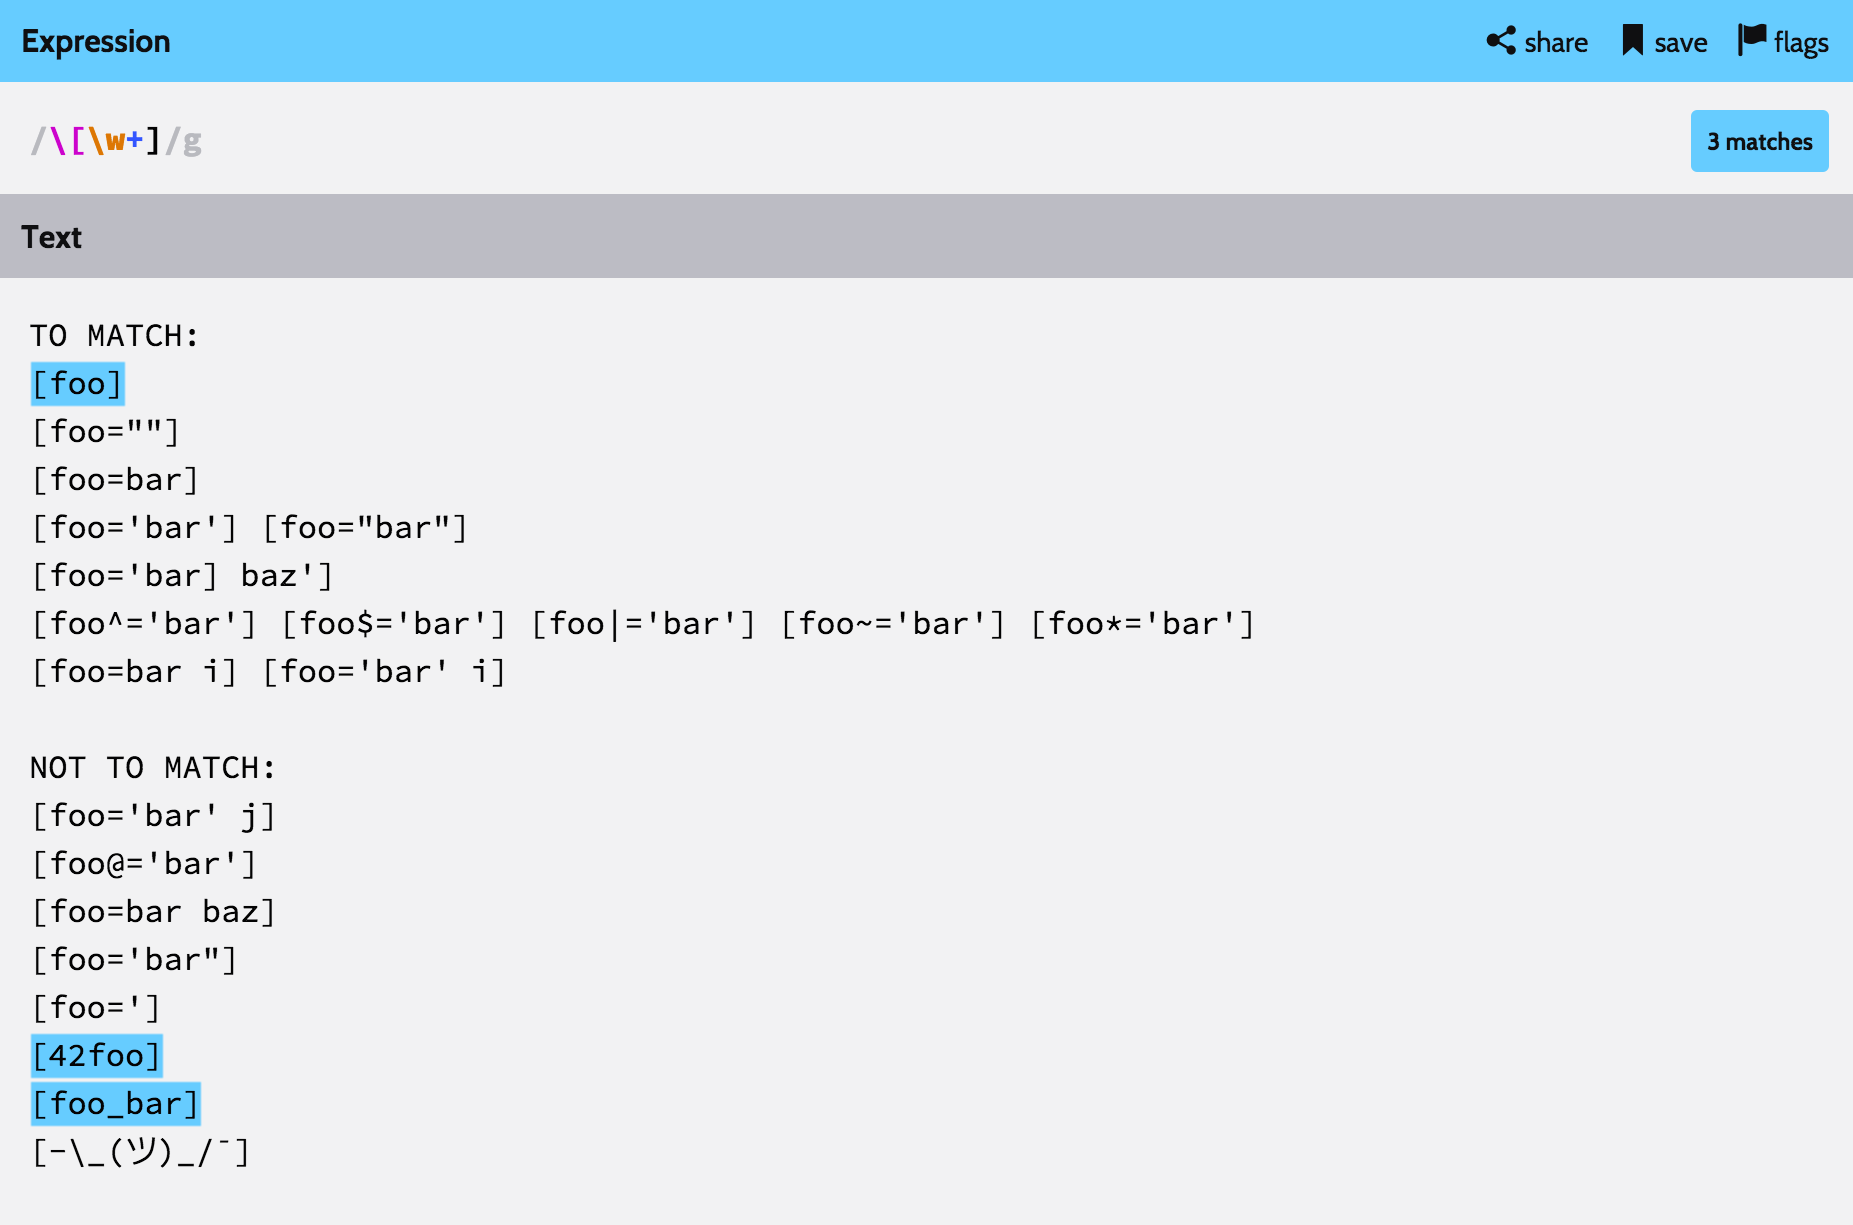 Expression share save flags
/\[\w+]/g 3 matches
Text
TO MATCH:
[foo]
[foo=""]
[foo=bar]
[foo='bar'] [foo="bar"]
[foo='bar] baz']
[foo^='bar'] [foo$='bar'] [foo|='bar'] [foo~='bar'] [foo*='bar']
[foo=bar i] [foo='bar' i]
NOT TO MATCH:
[foo='bar' j]
[foo@='bar']
[foo=bar baz]
[foo='bar"]
[foo=']
[42foo]
[foo_bar]
[-\_(ツ)_/¯]